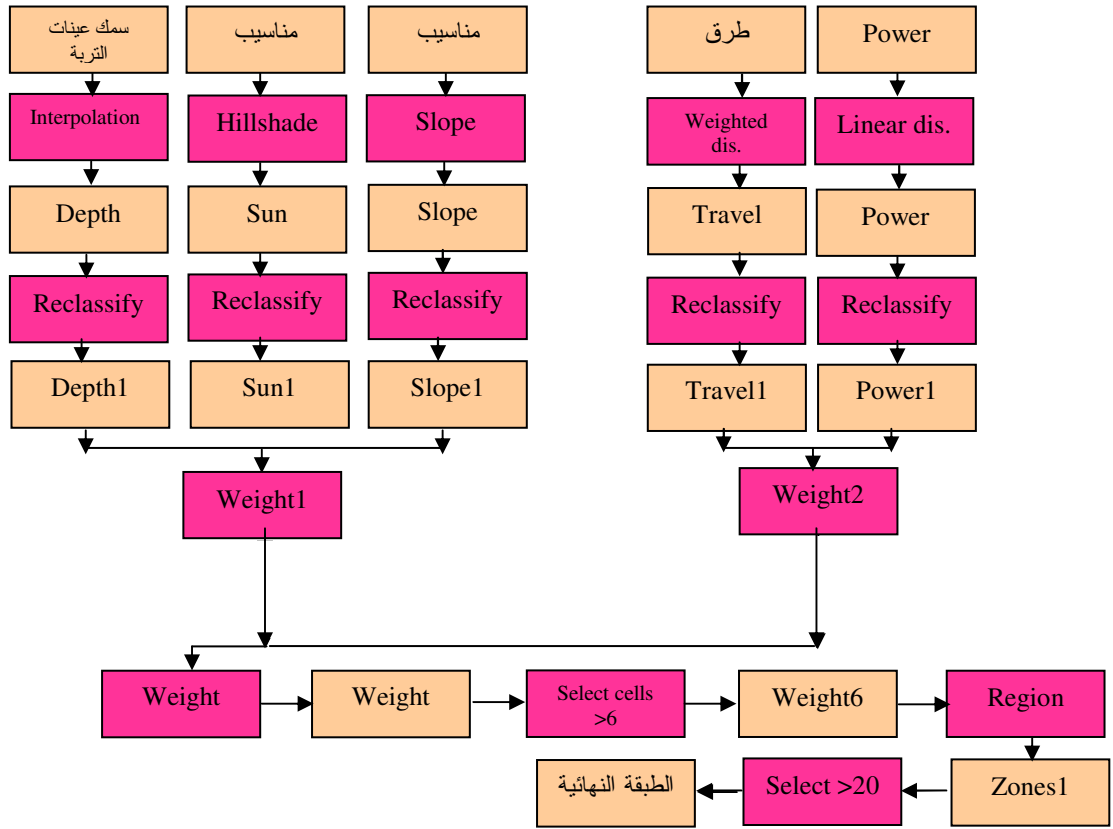 سمك عينات
التربة
مناسيب
مناسيب
طرق
Power
Interpolation
Hillshade
Slope
Weighted
dis.
Linear dis.
Depth
Sun
Slope
Travel
Power
Reclassify
Reclassify
Reclassify
Reclassify
Reclassify
Depth1
Sun1
Slope1
Travel1
Power1
Weight1
Weight2
Weight
Weight
Select cells
>6
Weight6
Region
الطبقة النهائية
Select >20
Zones1